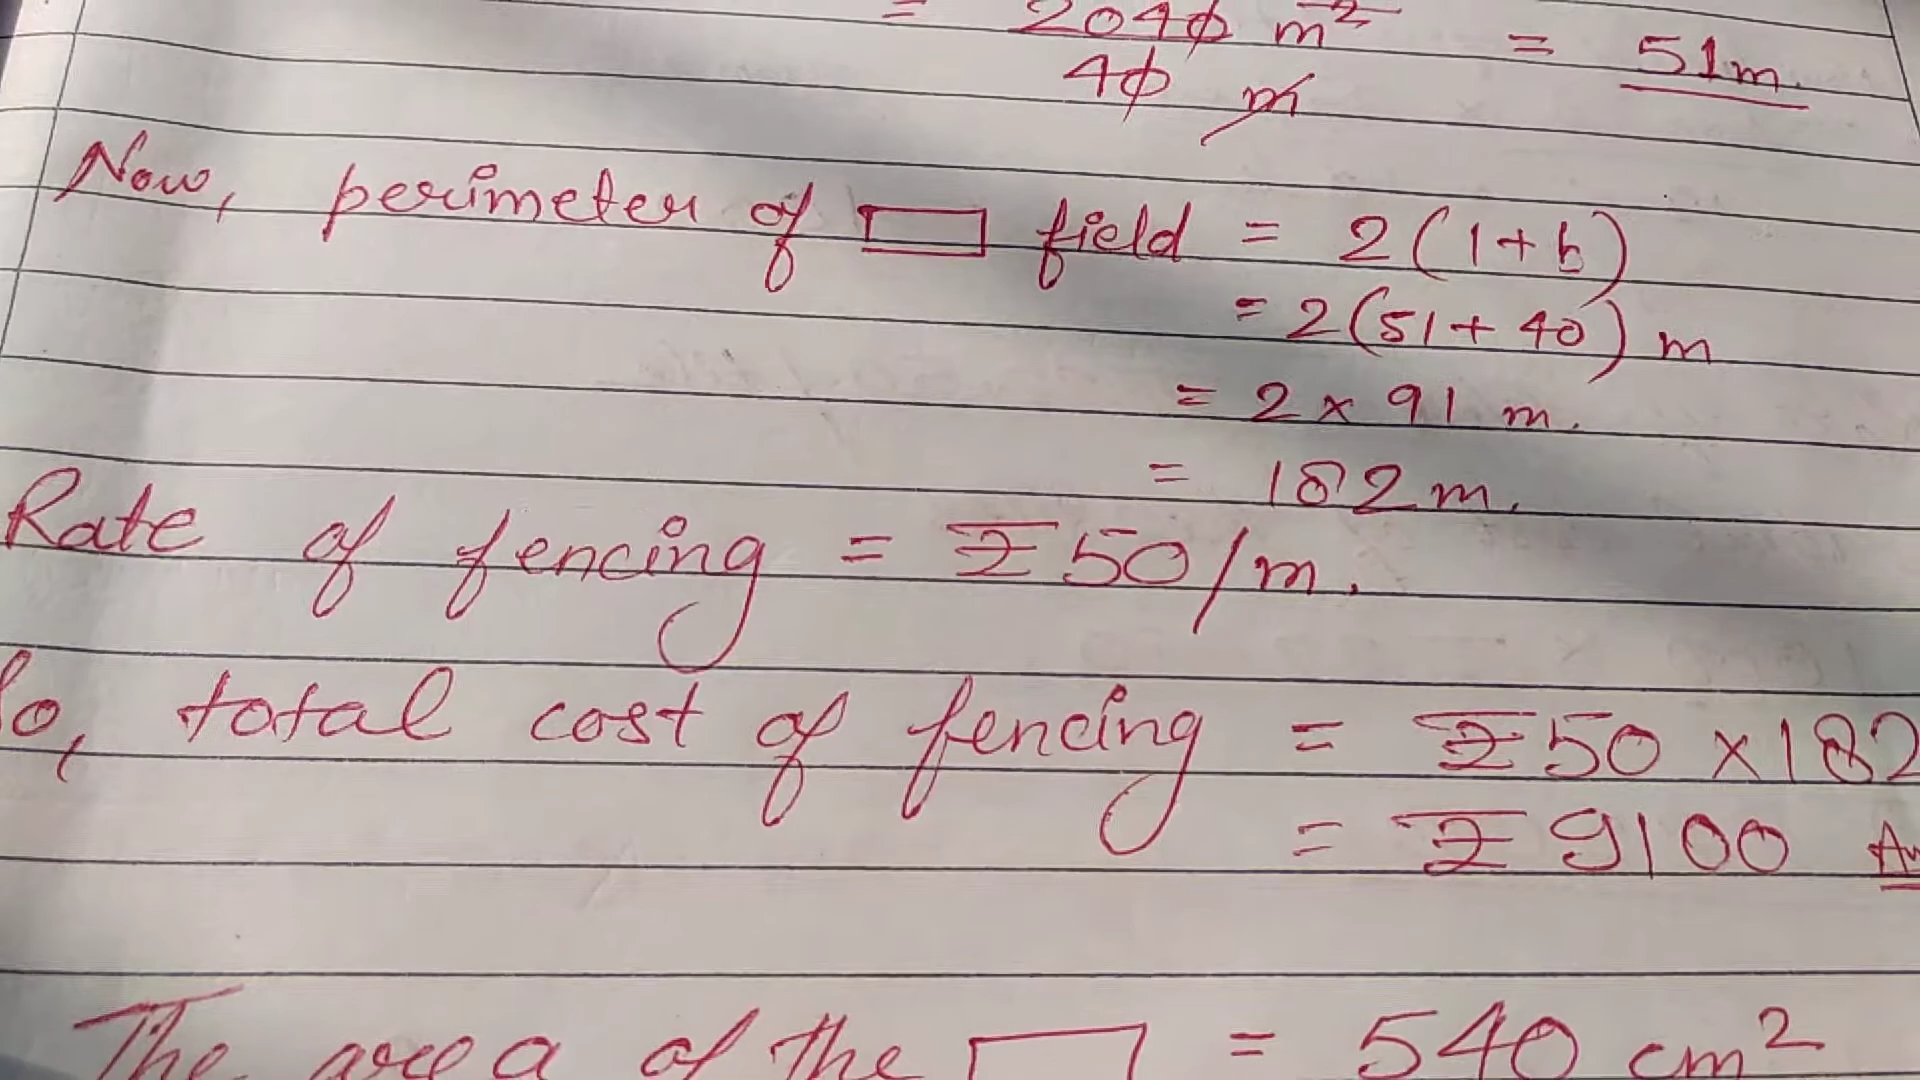 = 2040 m² = 51m.
40 m
Now, perimeter of ▭ field = 2(l+b)
= 2(51+40) m
= 2×91 m.
= 182 m.
Rate of fencing = ₹50/m.
So, total cost of fencing = ₹50 ×182
= ₹9100
The area of the ▭ = 540 cm²